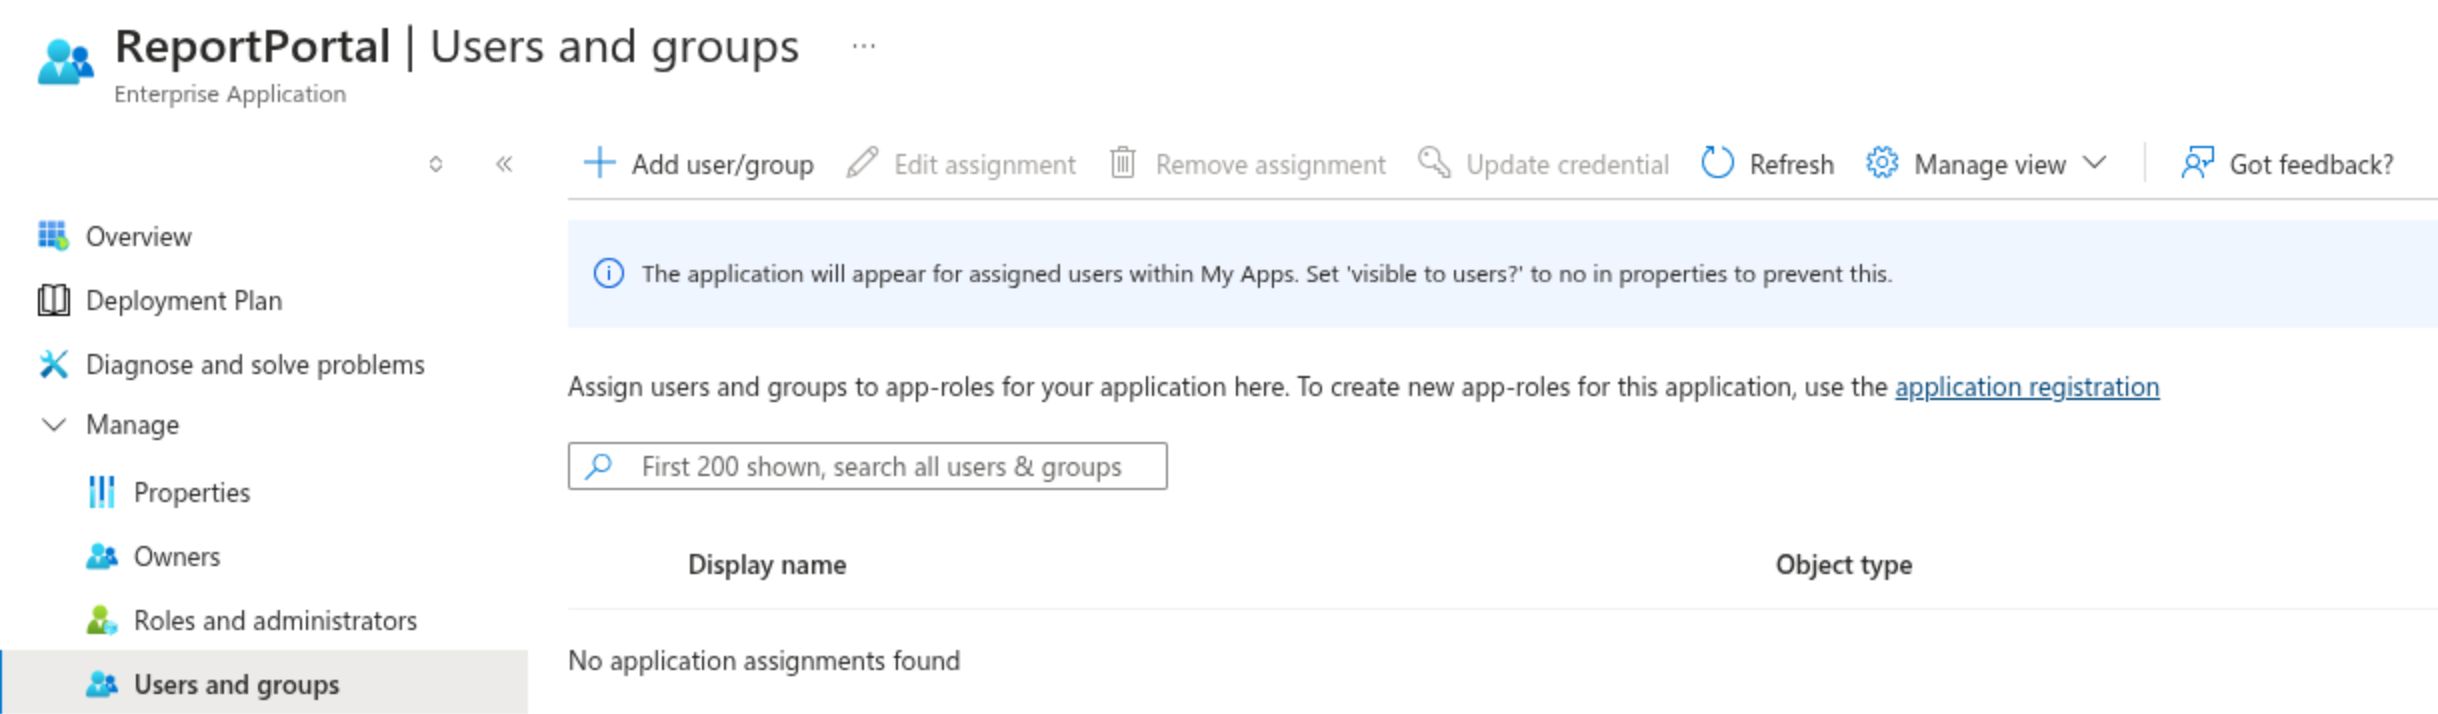 ReportPortal | Users and groups ...
Enterprise Application
Add user/group Edit assignment Remove assignment Update credential Refresh Manage view Got feedback?
Overview
Deployment Plan
Diagnose and solve problems
Manage
Properties
Owners
Roles and administrators
Users and groups
The application will appear for assigned users within My Apps. Set 'visible to users?' to no in properties to prevent this.
Assign users and groups to app-roles for your application here. To create new app-roles for this application, use the application registration
First 200 shown, search all users & groups
Display name Object type
No application assignments found